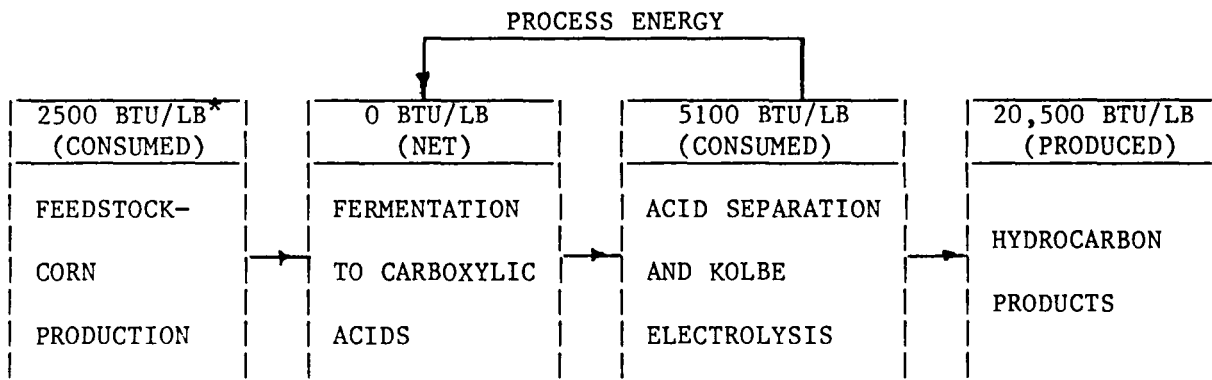 PROCESS ENERGY
2500 BTU/LB*
(CONSUMED)
FEEDSTOCK-
CORN
PRODUCTION
0 BTU/LB
(NET)
FERMENTATION
TO CARBOXYLIC
ACIDS
5100 BTU/LB
(CONSUMED)
ACID SEPARATION
AND KOLBE
ELECTROLYSIS
20,500 BTU/LB
(PRODUCED)
HYDROCARBON
PRODUCTS